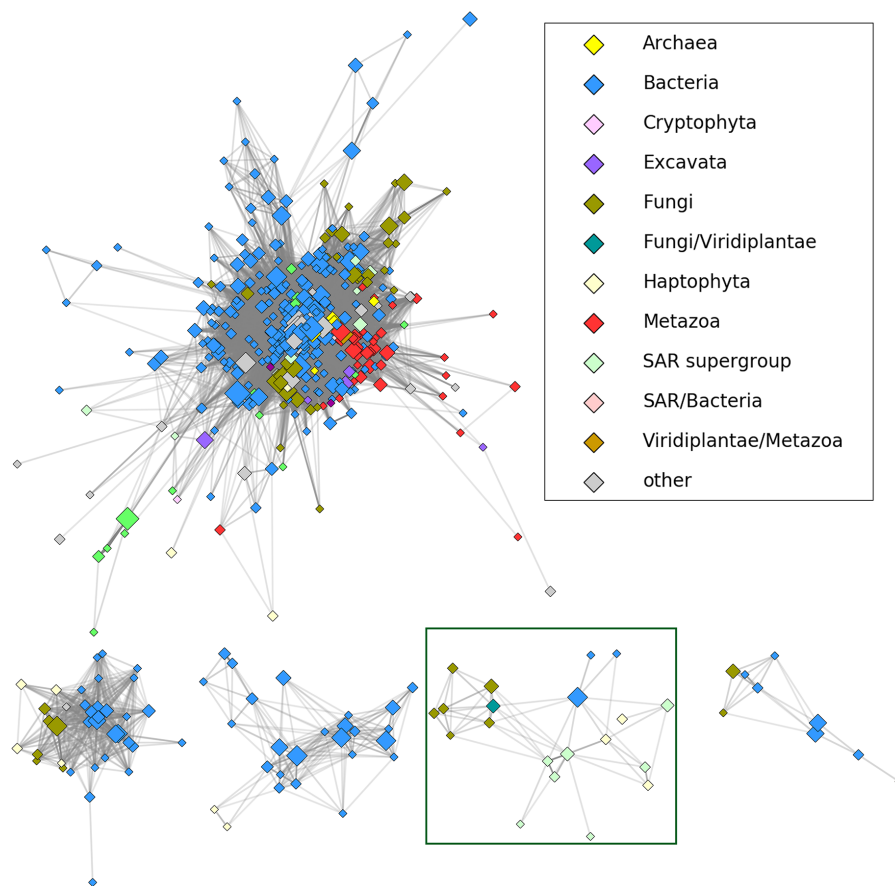 Archaea
Bacteria
Cryptophyta
Excavata
Fungi
Fungi/Viridiplantae
Haptophyta
Metazoa
SAR supergroup
SAR/Bacteria
Viridiplantae/Metazoa
other